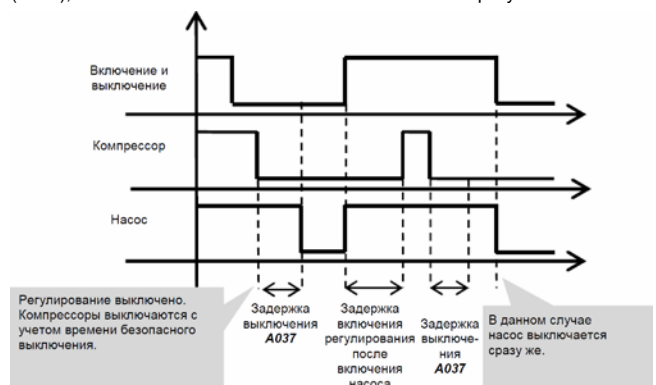 Включение и
выключение
Компрессор
Насос
Регулирование выключено.
Компрессоры выключаются с
учетом времени безопасного
выключения.
Задержка
выключения
A037
Задержка
включения
регулирования
после
включения
насоса
Задержка
выключе-
ния
A037
В данном случае
насос выключается
сразу же.